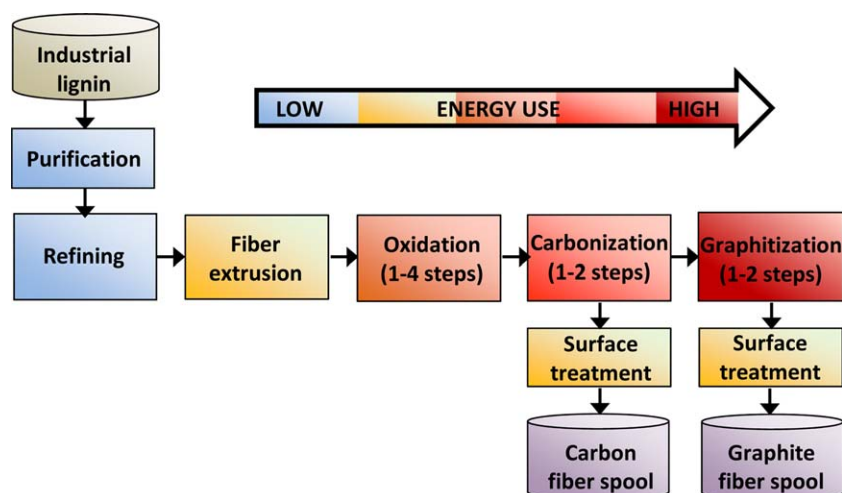 Industrial
lignin
LOW
ENERGY USE
HIGH
Purification
Refining
Fiber
extrusion
Oxidation
(1-4 steps)
Carbonization
(1-2 steps)
Graphitization
(1-2 steps)
Surface
treatment
Surface
treatment
Carbon
fiber spool
Graphite
fiber spool